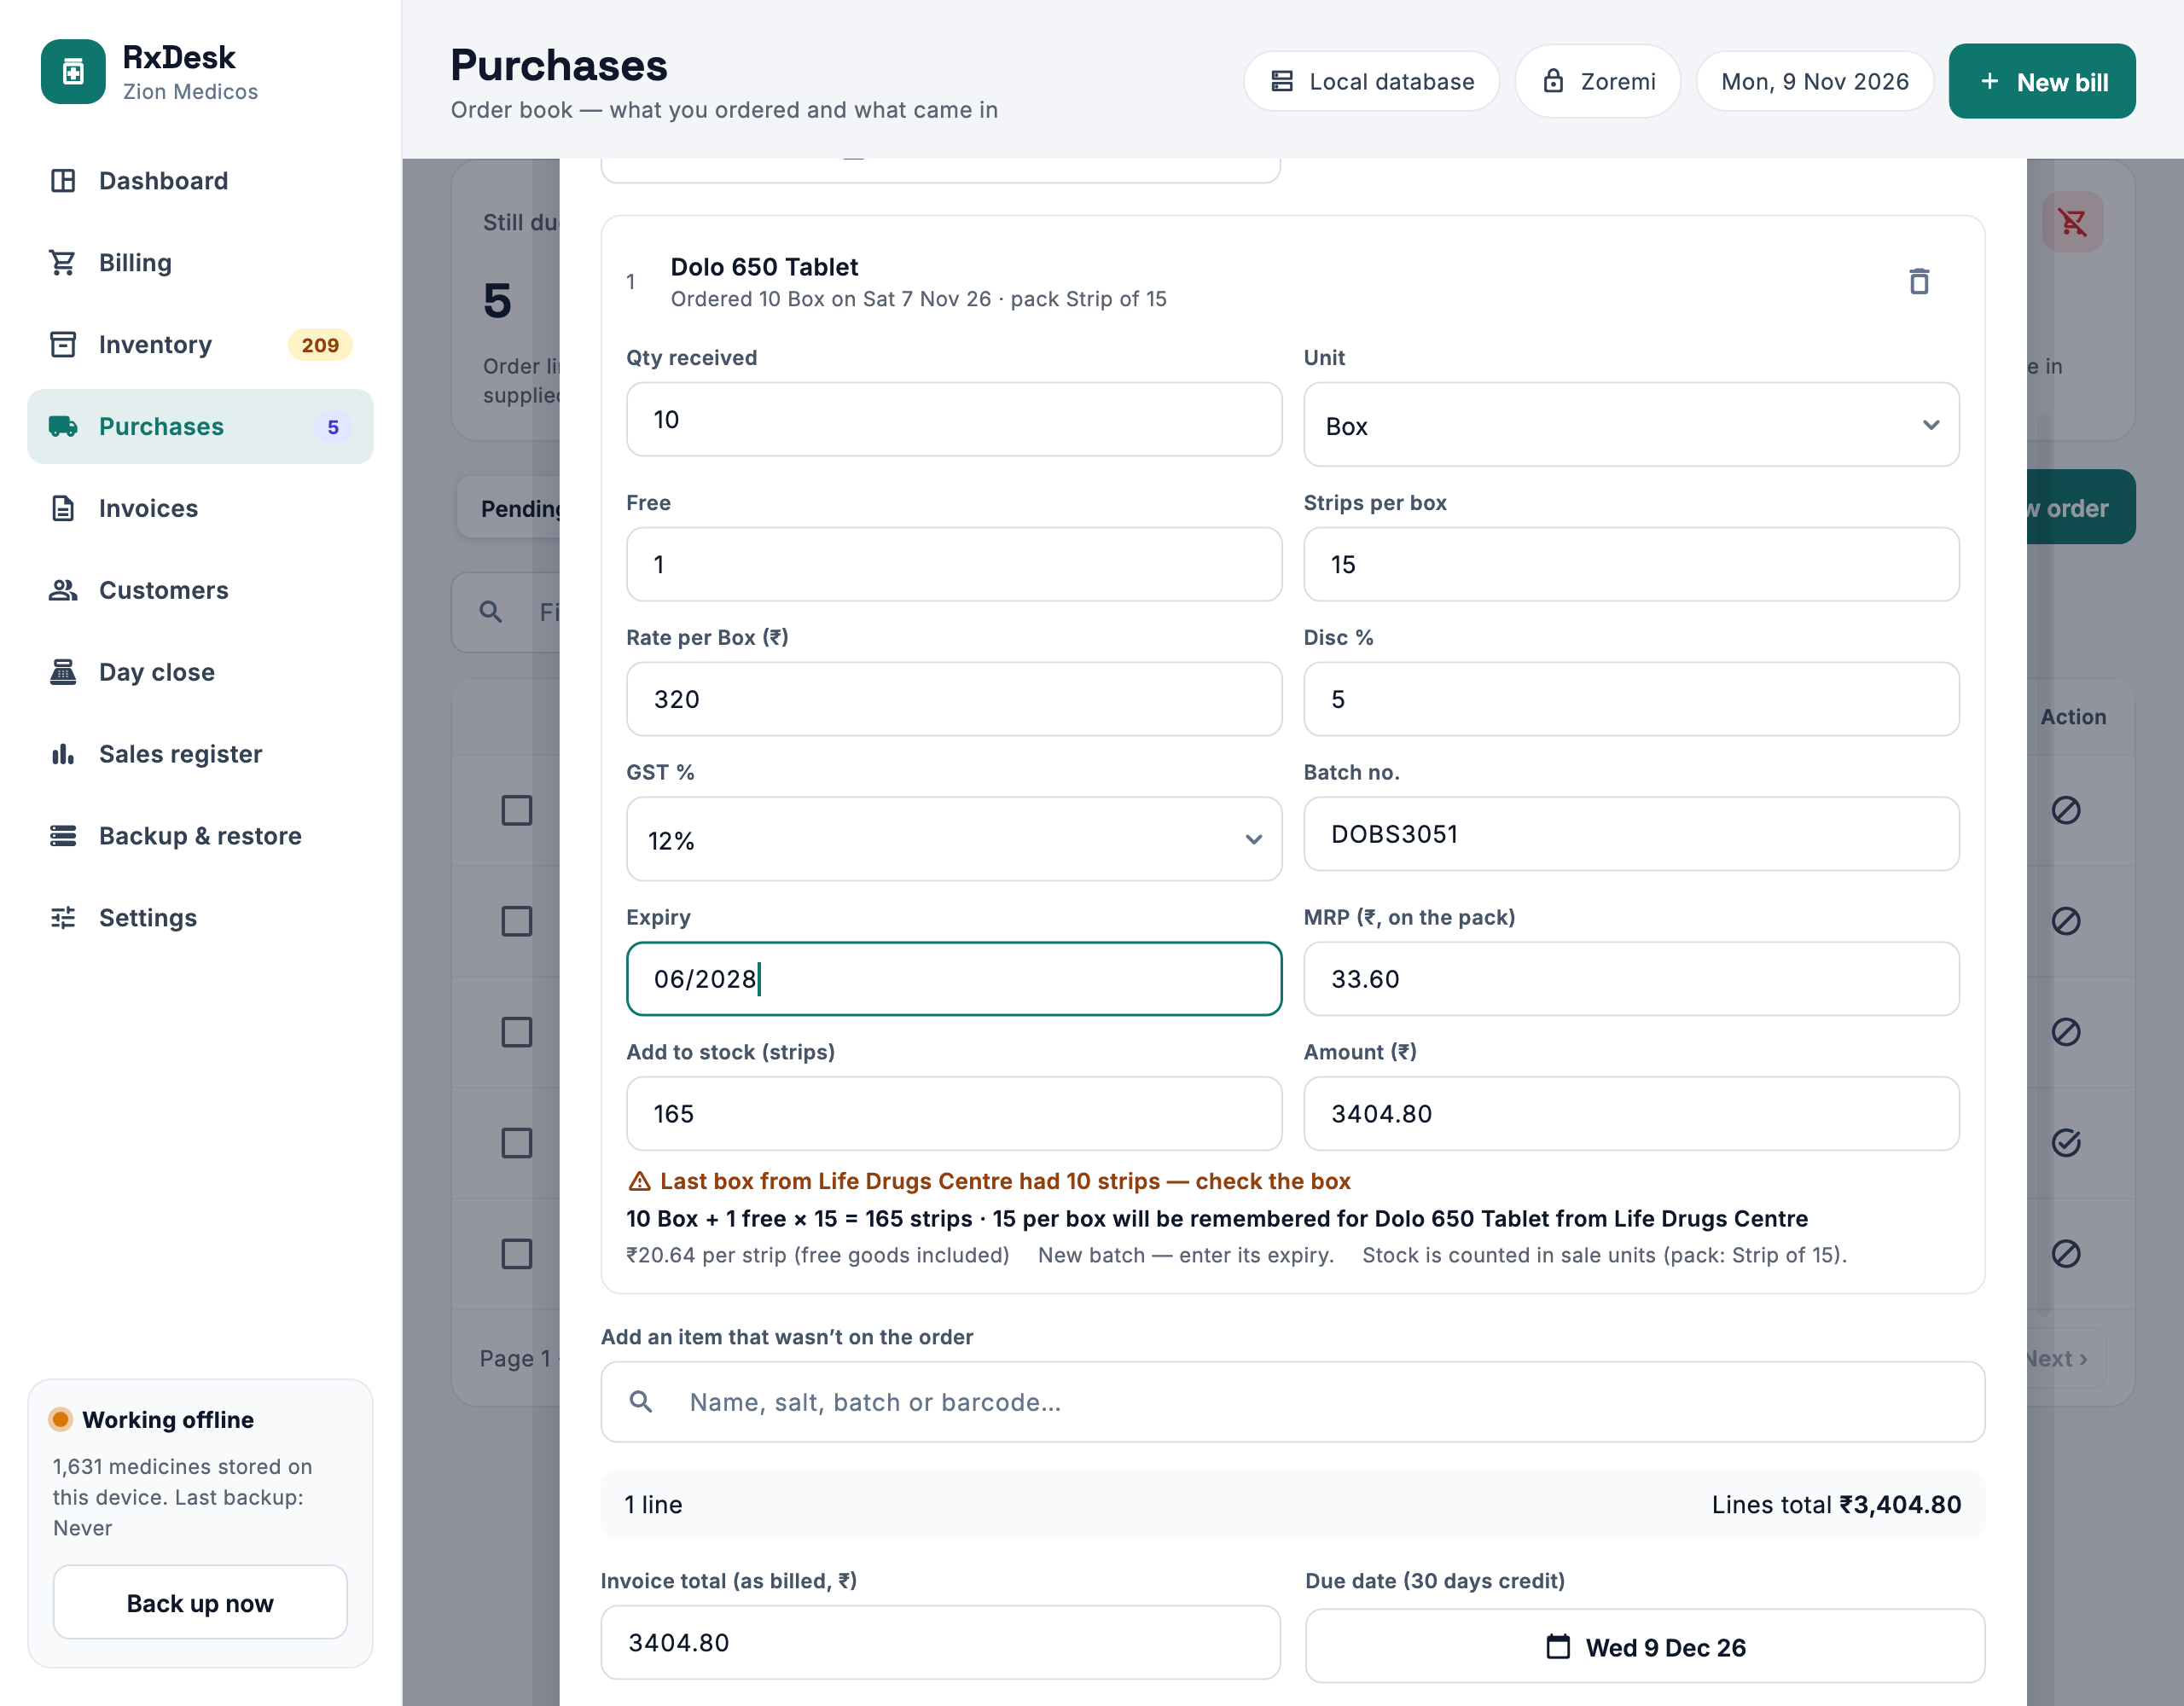 RxDesk
Zion Medicos
Dashboard
Billing
Inventory 209
Purchases 5
Invoices
Customers
Day close
Sales register
Backup & restore
Settings
Working offline
1,631 medicines stored on
this device. Last backup:
Never
Back up now
Purchases
Order book — what you ordered and what came in
Local database
Zoremi
Mon, 9 Nov 2026
+ New bill
Still
5
Order
Pending
order
Action
Page 1
Next ›
in
1
Dolo 650 Tablet
Ordered 10 Box on Sat 7 Nov 26 · pack Strip of 15
Qty received
10
Unit
Box
Free
1
Strips per box
15
Rate per Box (₹)
320
Disc %
5
GST %
12%
Batch no.
DOBS3051
Expiry
06/2028
MRP (₹, on the pack)
33.60
Add to stock (strips)
165
Amount (₹)
3404.80
Last box from Life Drugs Centre had 10 strips — check the box
10 Box + 1 free × 15 = 165 strips · 15 per box will be remembered for Dolo 650 Tablet from Life Drugs Centre
₹20.64 per strip (free goods included) New batch — enter its expiry. Stock is counted in sale units (pack: Strip of 15).
Add an item that wasn’t on the order
Name, salt, batch or barcode...
1 line
Lines total ₹3,404.80
Invoice total (as billed, ₹)
3404.80
Due date (30 days credit)
Wed 9 Dec 26